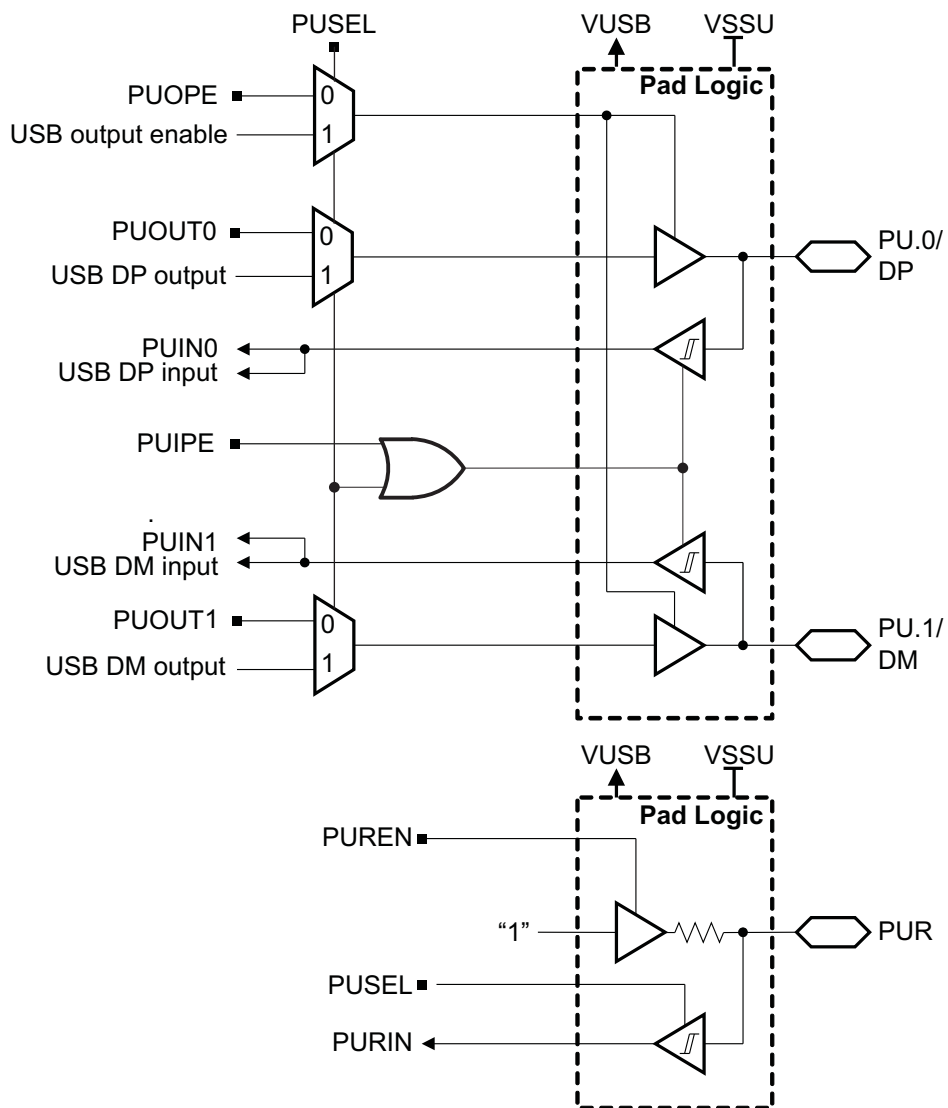 PUSEL
VUSB
VSSU
Pad Logic
PUOPE
0
USB output enable
1
PUOUT0
0
USB DP output
1
PU.0/
DP
PUIN0
USB DP input
PUIPE
.
PUIN1
USB DM input
PUOUT1
0
USB DM output
1
PU.1/
DM
VUSB
VSSU
Pad Logic
PUREN
“1”
PUR
PUSEL
PURIN